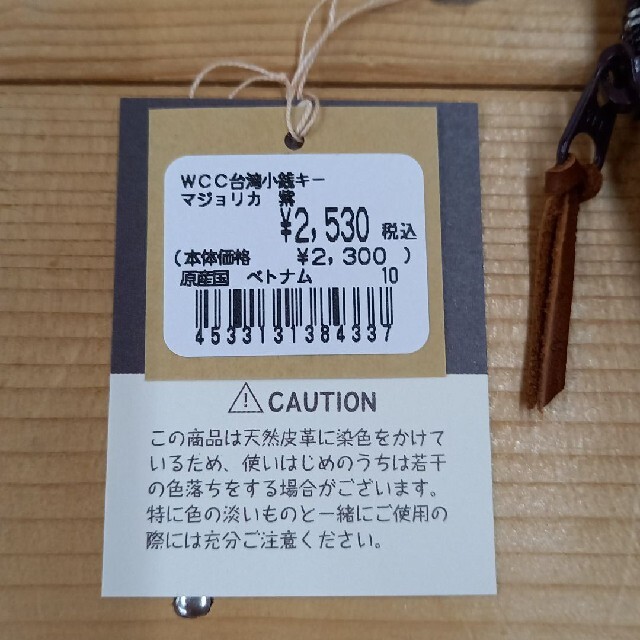 WCC台湾小銭キー
マジョリカ 紫
¥2,530 税込
(本体価格 ¥2,300 )
原産国 ベトナム 10
4533131384337
CAUTION
この商品は天然皮革に染色をかけて
いるため、使いはじめのうちは若干
の色落ちをする場合がございます。
特に色の淡いものと一緒にご使用の
際には充分ご注意ください。